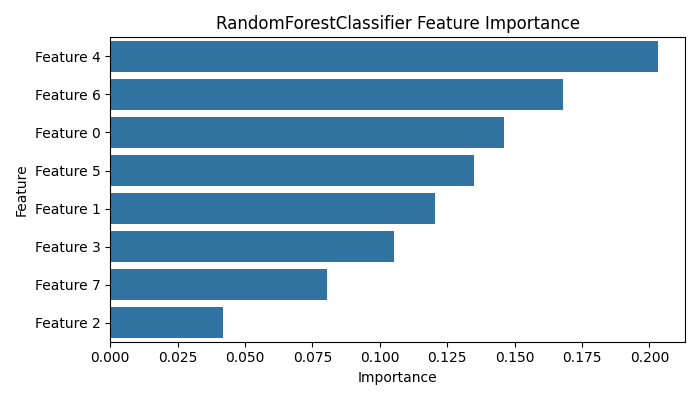 RandomForestClassifier Feature Importance
Feature 4
Feature 6
Feature 0
Feature 5
Feature 1
Feature 3
Feature 7
Feature 2
Feature
0.000 0.025 0.050 0.075 0.100 0.125 0.150 0.175 0.200
Importance